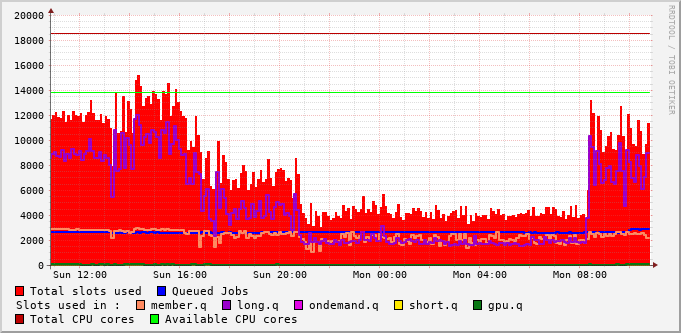 20000
18000
16000
14000
12000
10000
8000
6000
4000
2000
0
Sun 12:00 Sun 16:00 Sun 20:00 Mon 00:00 Mon 04:00 Mon 08:00
Total slots used Queued Jobs
Slots used in : member.q long.q ondemand.q short.q gpu.q
Total CPU cores Available CPU cores
RRDTOOL / TOBI OETIKER